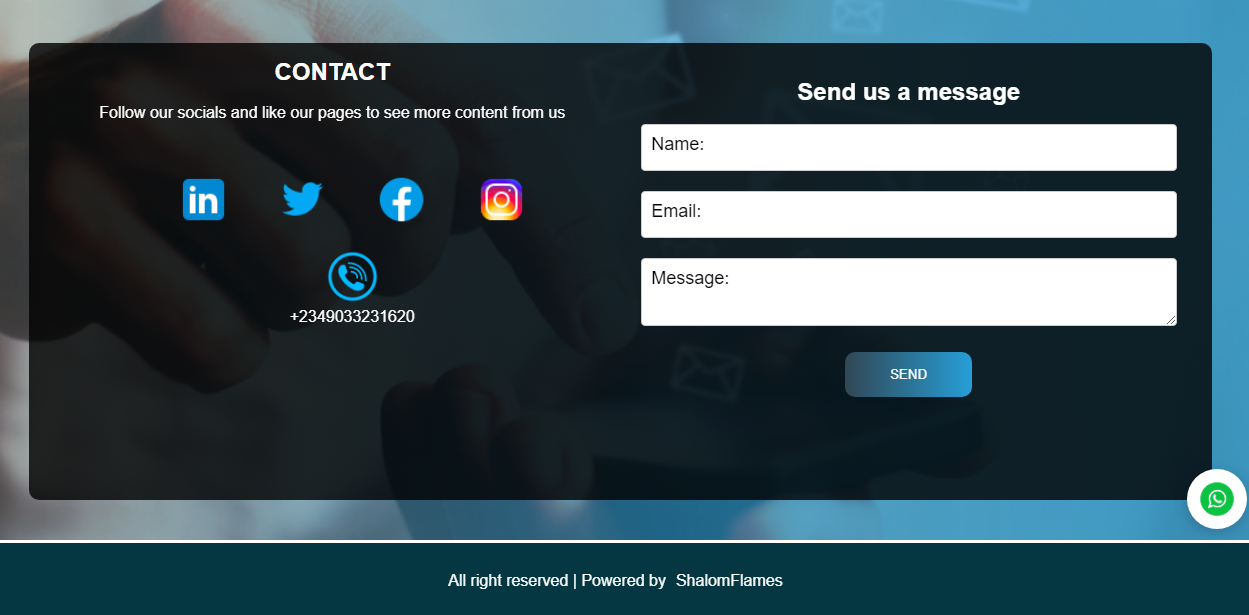 CONTACT
Follow our socials and like our pages to see more content from us
in
f
+2349033231620
Send us a message
Name:
Email:
Message:
SEND
All right reserved | Powered by ShalomFlames